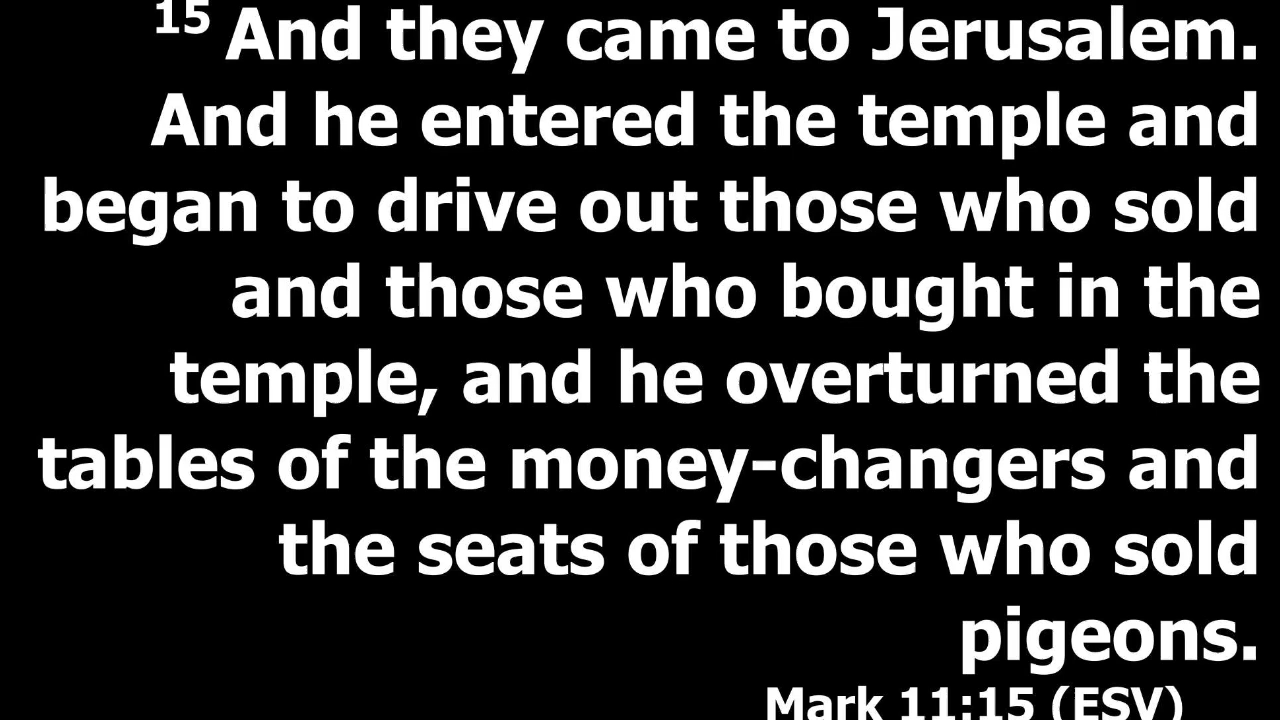 15 And they came to Jerusalem.
And he entered the temple and
began to drive out those who sold
and those who bought in the
temple, and he overturned the
tables of the money-changers and
the seats of those who sold
pigeons.
Mark 11:15 (ESV)